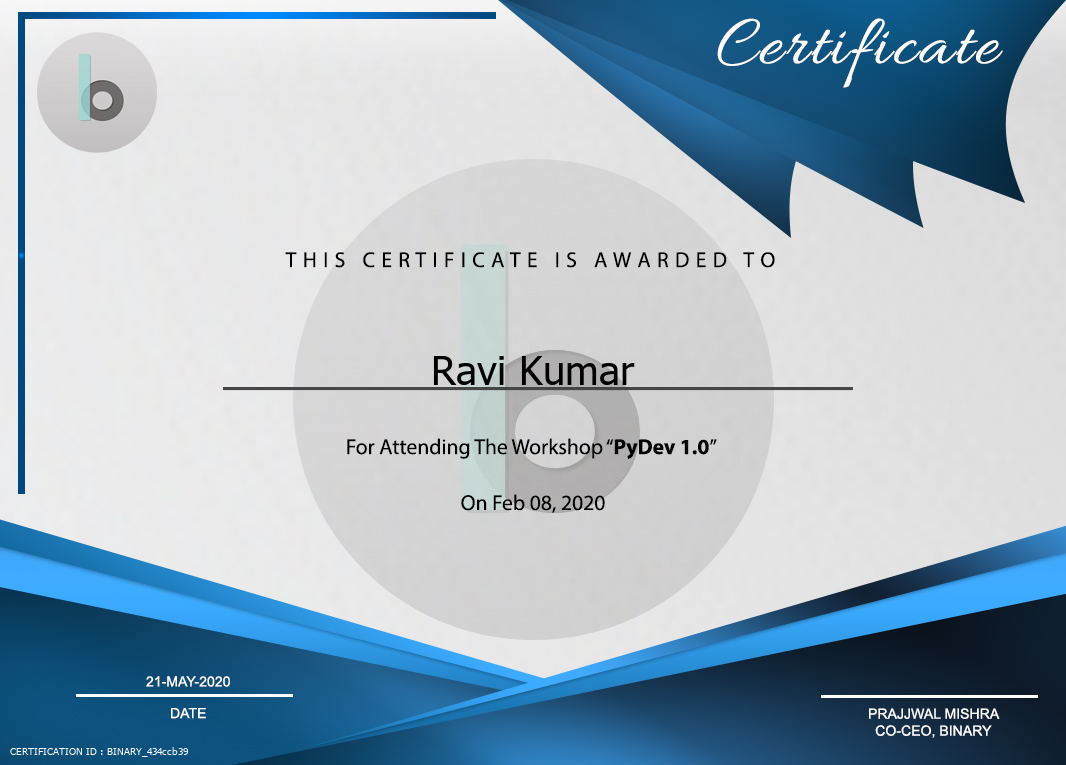 Certificate
b
THIS CERTIFICATE IS AWARDED TO
Ravi Kumar
For Attending The Workshop “PyDev 1.0”
On Feb 08, 2020
21-MAY-2020
DATE
PRAJJWAL MISHRA
CO-CEO, BINARY
CERTIFICATION ID : BINARY_434ccb39